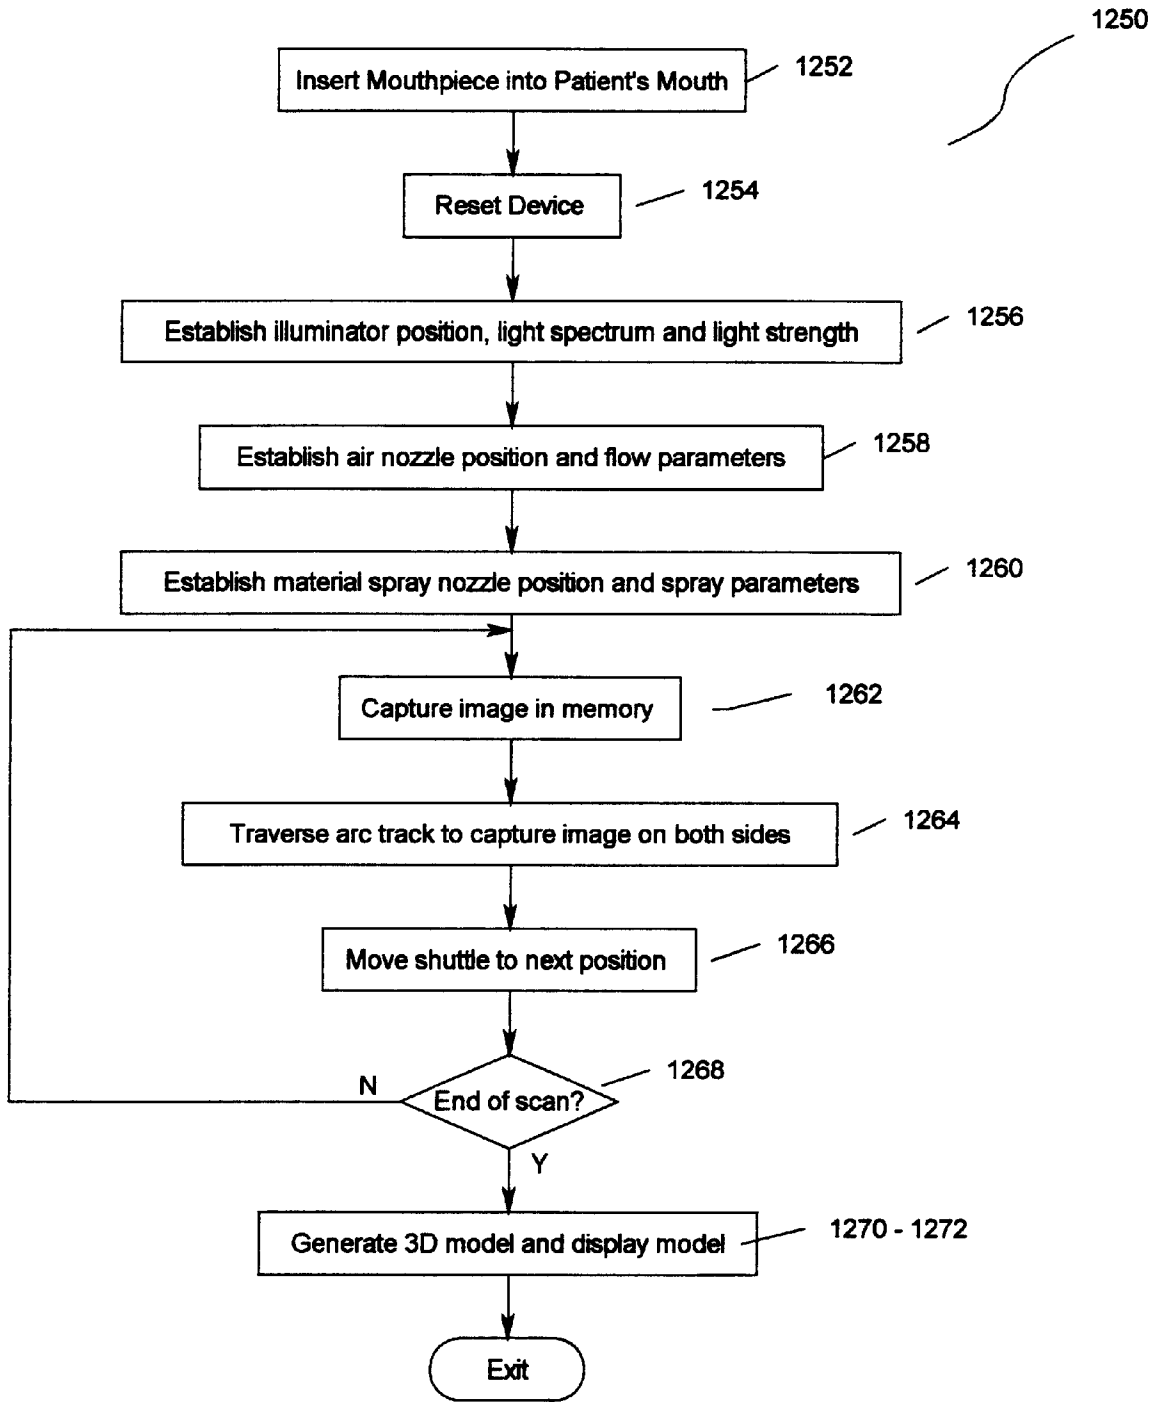 1250
Insert Mouthpiece into Patient's Mouth
1252
Reset Device
1254
Establish illuminator position, light spectrum and light strength
1256
Establish air nozzle position and flow parameters
1258
Establish material spray nozzle position and spray parameters
1260
Capture image in memory
1262
Traverse arc track to capture image on both sides
1264
Move shuttle to next position
1266
End of scan?
1268
N
Y
Generate 3D model and display model
1270 - 1272
Exit